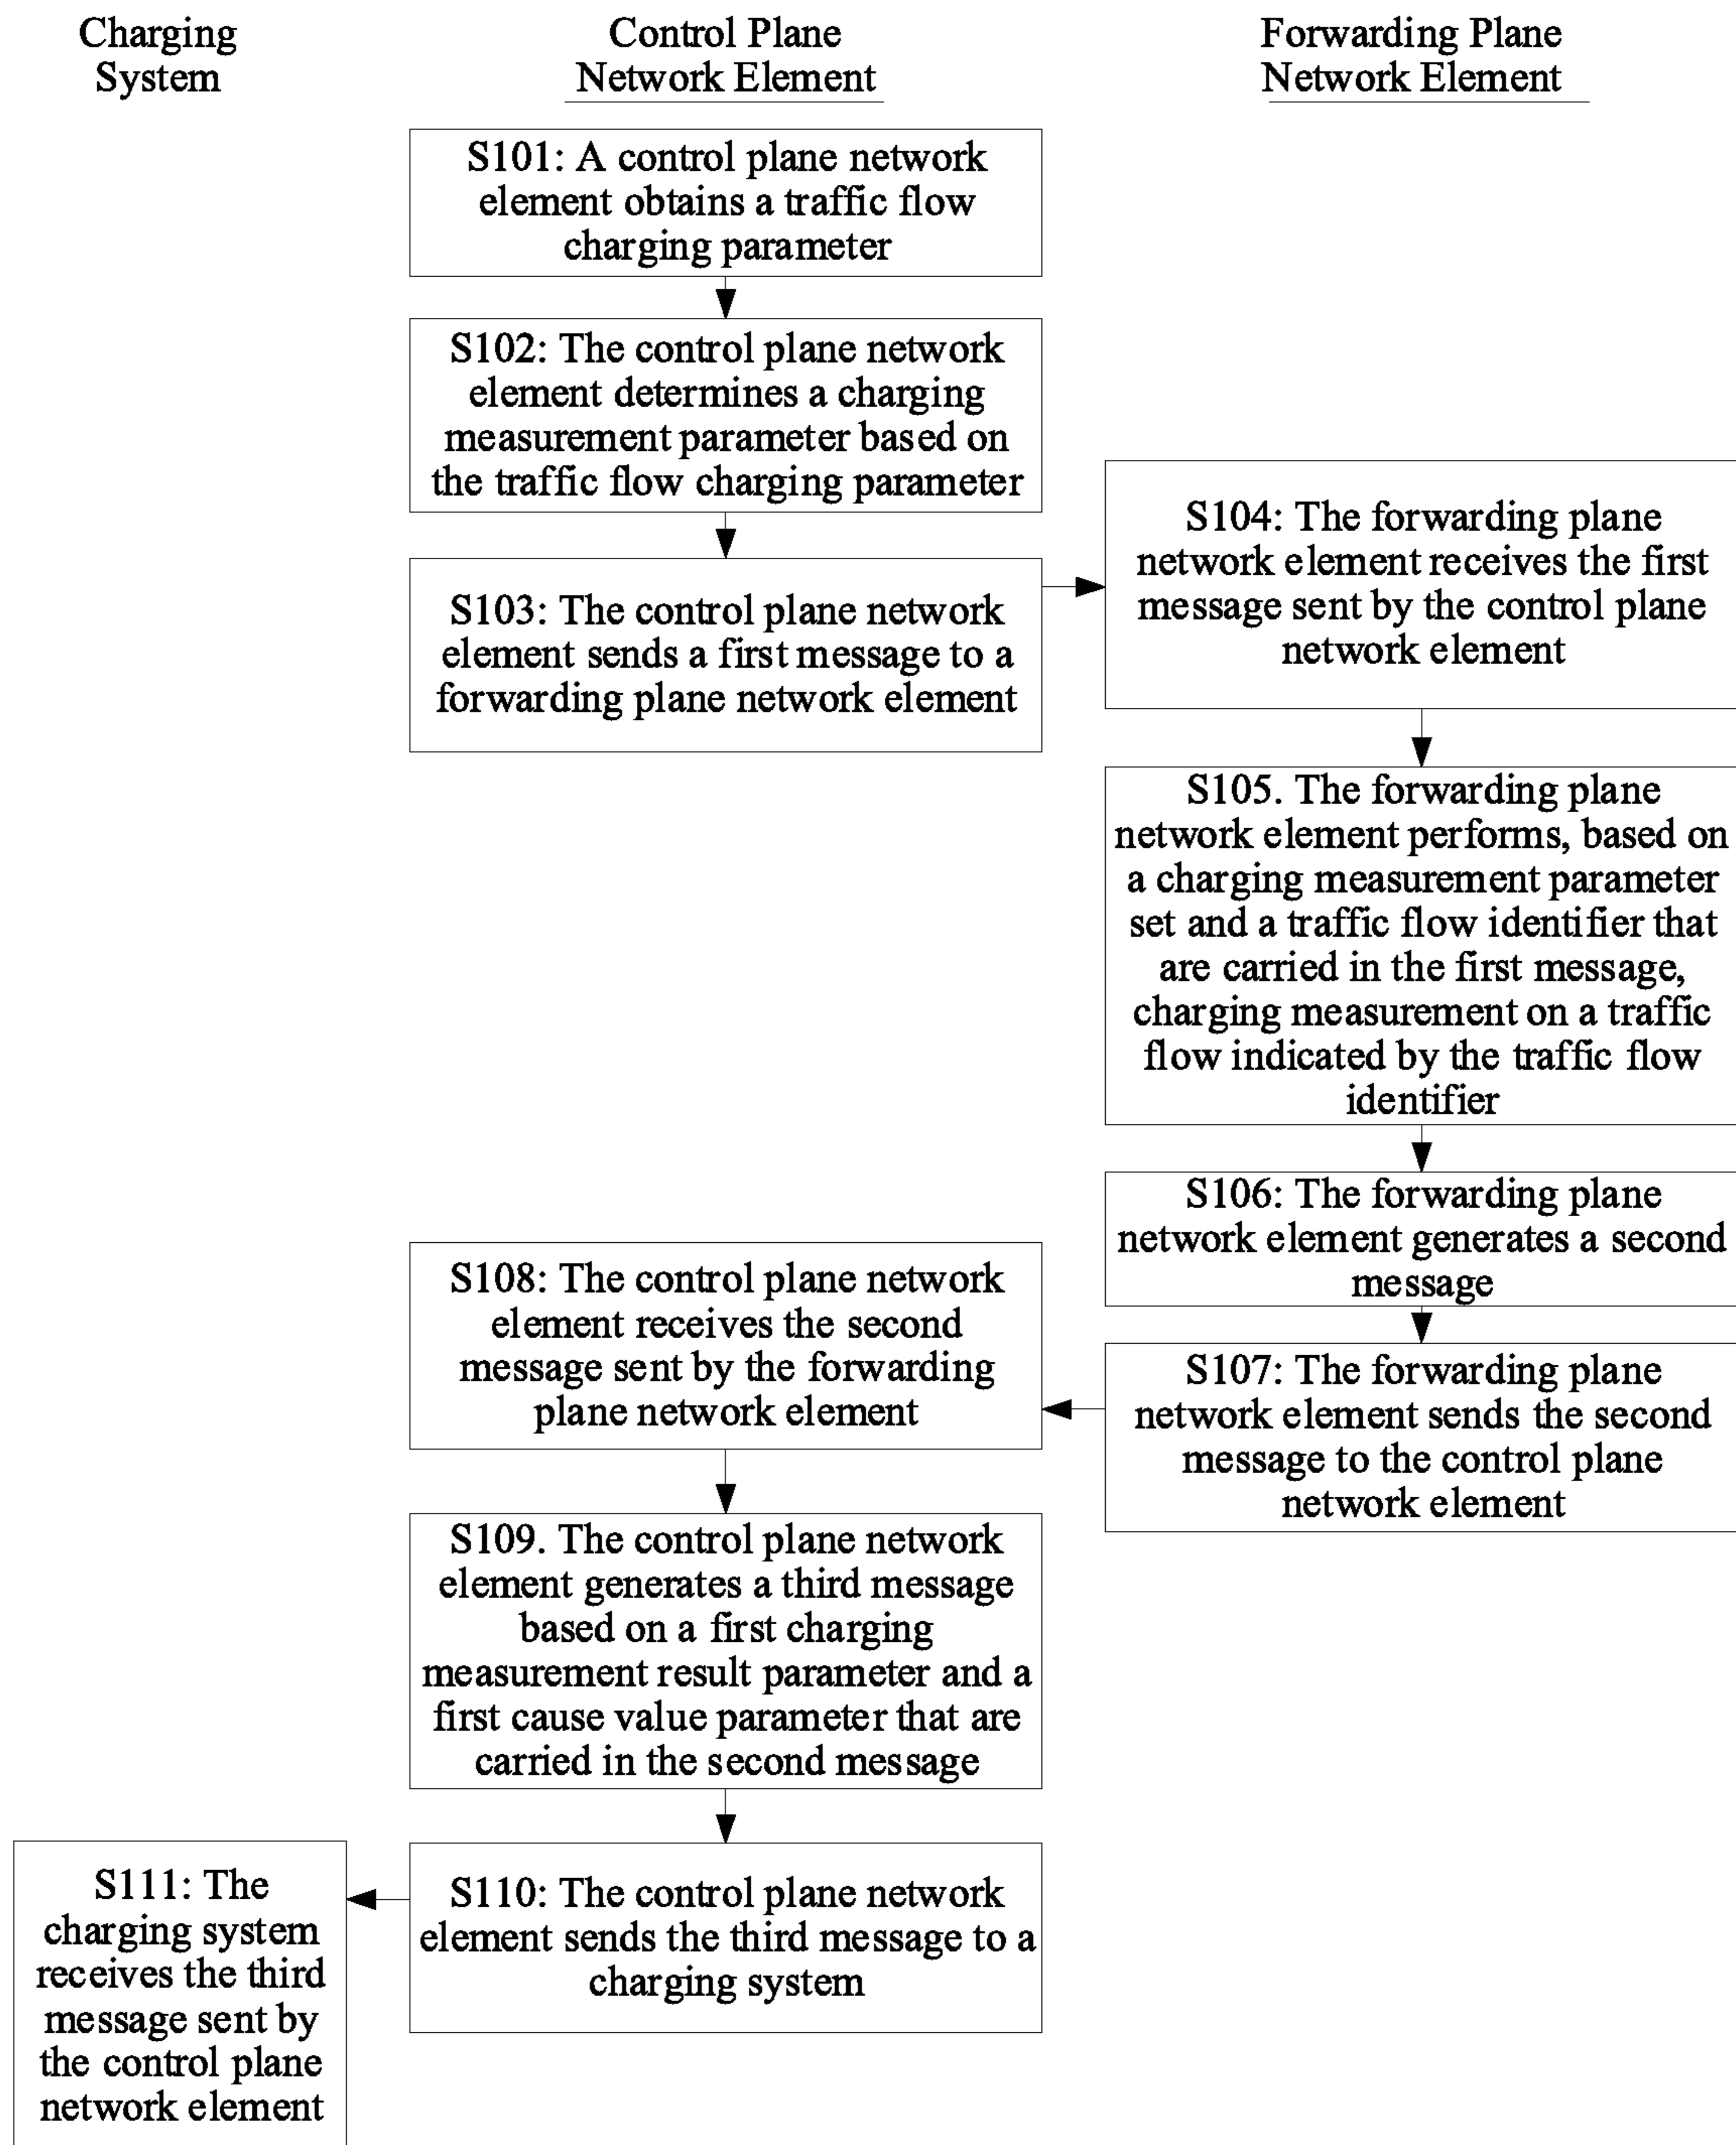 Charging
System
Control Plane
Network Element
Forwarding Plane
Network Element
S101: A control plane network
element obtains a traffic flow
charging parameter
S102: The control plane network
element determines a charging
measurement parameter based on
the traffic flow charging parameter
S103: The control plane network
element sends a first message to a
forwarding plane network element
S104: The forwarding plane
network element receives the first
message sent by the control plane
network element
S105. The forwarding plane
network element performs, based on
a charging measurement parameter
set and a traffic flow identifier that
are carried in the first message,
charging measurement on a traffic
flow indicated by the traffic flow
identifier
S106: The forwarding plane
network element generates a second
message
S107: The forwarding plane
network element sends the second
message to the control plane
network element
S108: The control plane network
element receives the second
message sent by the forwarding
plane network element
S109. The control plane network
element generates a third message
based on a first charging
measurement result parameter and a
first cause value parameter that are
carried in the second message
S110: The control plane network
element sends the third message to a
charging system
S111: The
charging system
receives the third
message sent by
the control plane
network element